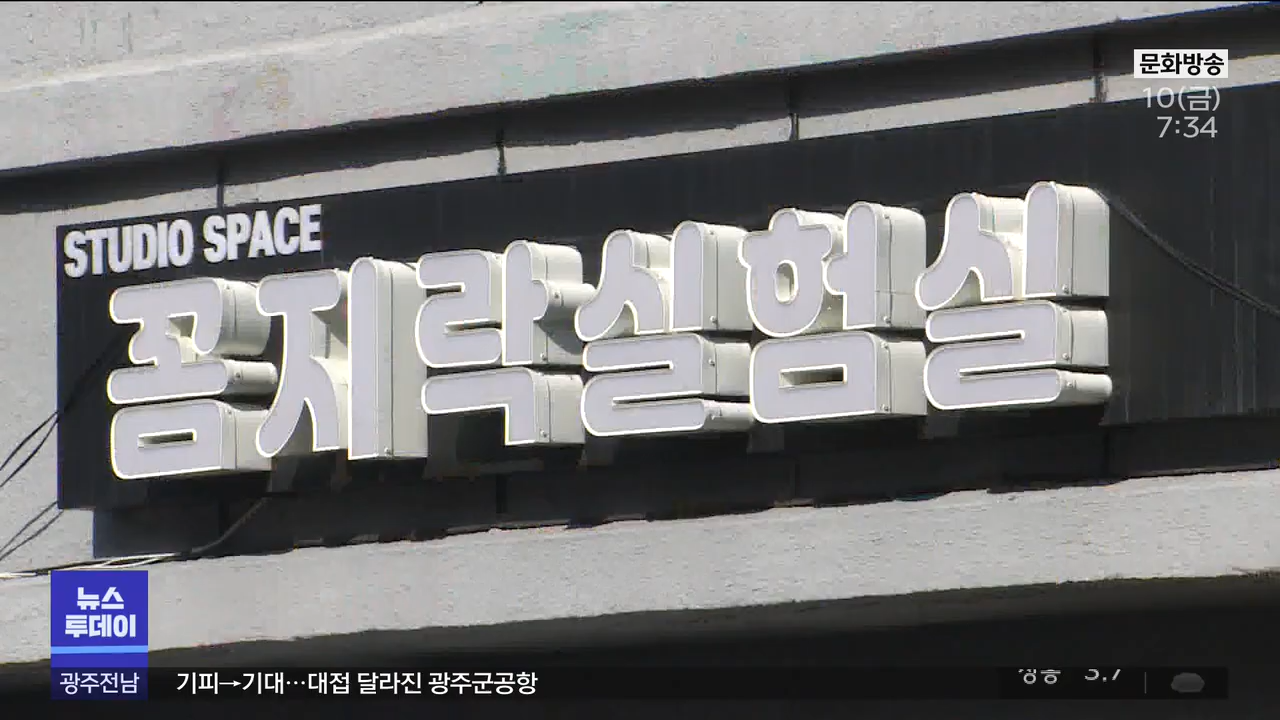 문화방송
10(금)
7:34
STUDIO SPACE
꼼지락실험실
뉴스
투데이
광주전남
기피→기대…대접 달라진 광주군공항